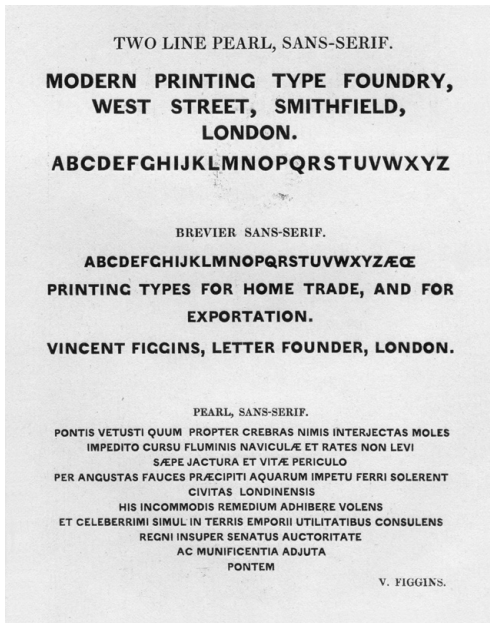 TWO LINE PEARL, SANS-SERIF.
MODERN PRINTING TYPE FOUNDRY,
WEST STREET, SMITHFIELD,
LONDON.
ABCDEFGHIJKLMNOPQRSTUVWXYZ
BREVIER SANS-SERIF.
ABCDEFGHIJKLMNOPQRSTUVWXYZÆŒ
PRINTING TYPES FOR HOME TRADE, AND FOR
EXPORTATION.
VINCENT FIGGINS, LETTER FOUNDER, LONDON.
PEARL, SANS-SERIF.
PONTIS VETUSTI QUUM PROPTER CREBRAS NIMIS INTERJECTAS MOLES
IMPEDITO CURSU FLUMINIS NAVICULÆ ET RATES NON LEVI
SÆPE JACTURA ET VITÆ PERICULO
PER ANGUSTAS FAUCES PRÆCIPITI AQUARUM IMPETU FERRI SOLERENT
CIVITAS LONDINENSIS
HIS INCOMMODIS REMEDIUM ADHIBERE VOLENS
ET CELEBERRIMI SIMUL IN TERRIS EMPORII UTILITATIBUS CONSULENS
REGNI INSUPER SENATUS AUCTORITATE
AC MUNIFICENTIA ADJUTA
PONTEM
V. FIGGINS.